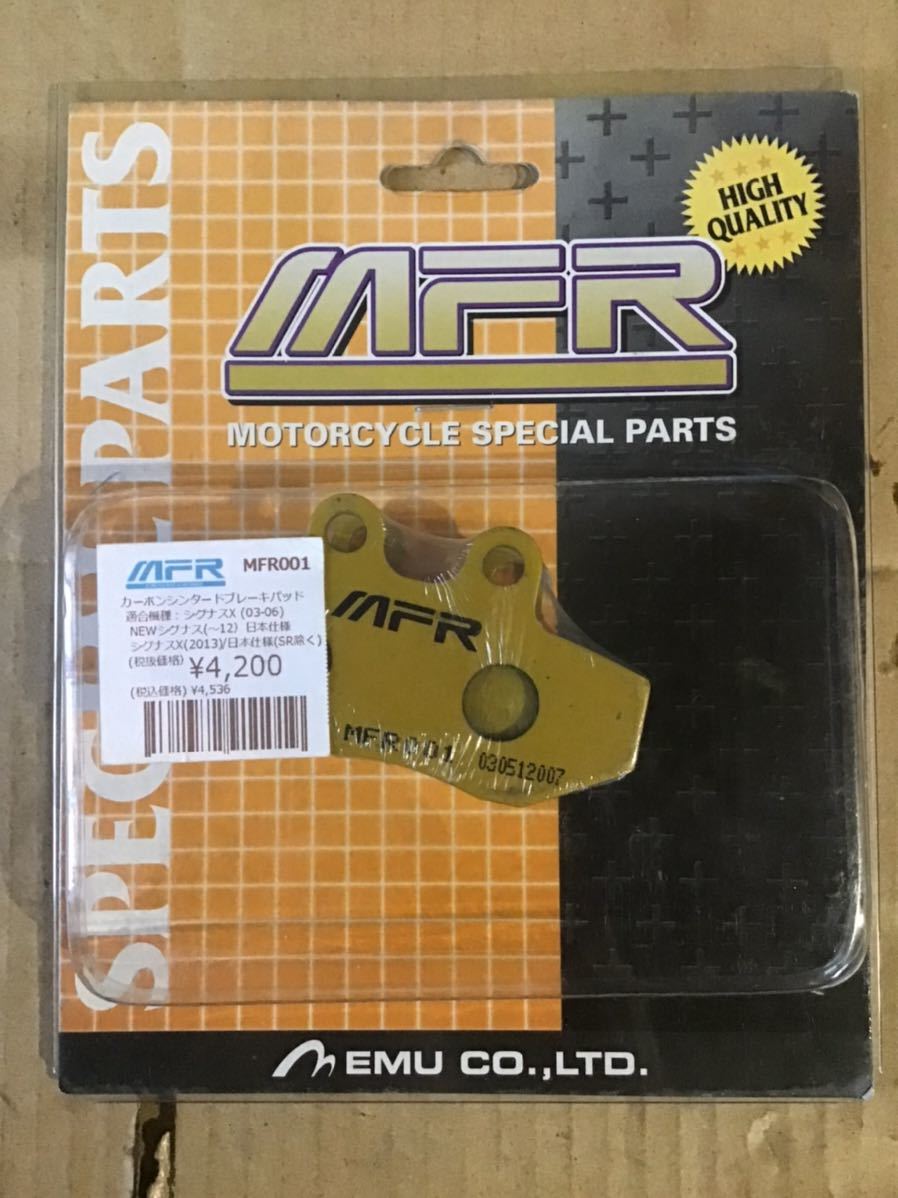 SPECIAL PARTS
HIGH
QUALITY
MFR
MOTORCYCLE SPECIAL PARTS
MFR MFR001
カーボンシンタードブレーキパッド
適合機種：シグナスX (03-06)
NEWシグナス(～12) 日本仕様
シグナスX(2013)/日本仕様(SR除く)
(税抜価格) ¥4,200
(税込価格) ¥4,536
MFR
MFR001 030512007
EMU CO.,LTD.